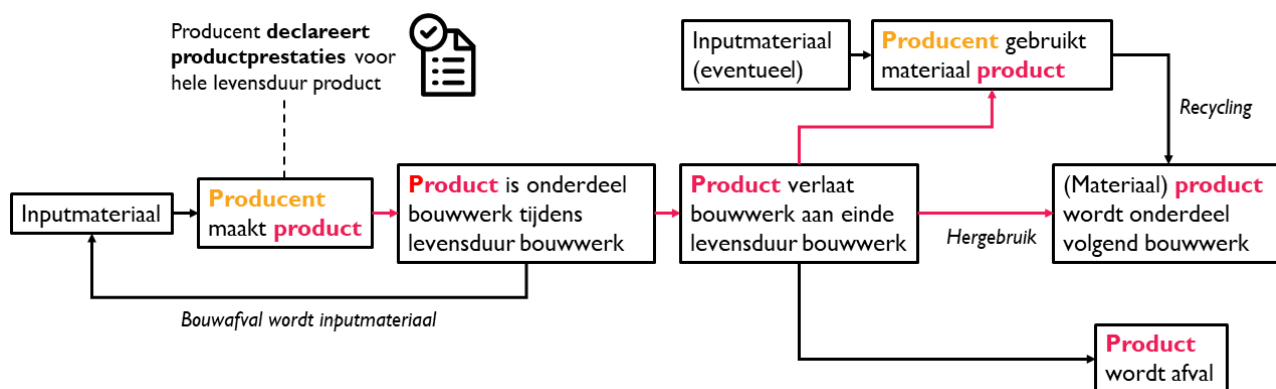 Producent declareert
productprestaties voor
hele levensduur product
Inputmateriaal
(eventueel)
Producent gebruikt
materiaal product
Recycling
Inputmateriaal
Producent
maakt product
Product is onderdeel
bouwwerk tijdens
levensduur bouwwerk
Product verlaat
bouwwerk aan einde
levensduur bouwwerk
Hergebruik
(Materiaal) product
wordt onderdeel
volgend bouwwerk
Bouwafval wordt inputmateriaal
Product
wordt afval